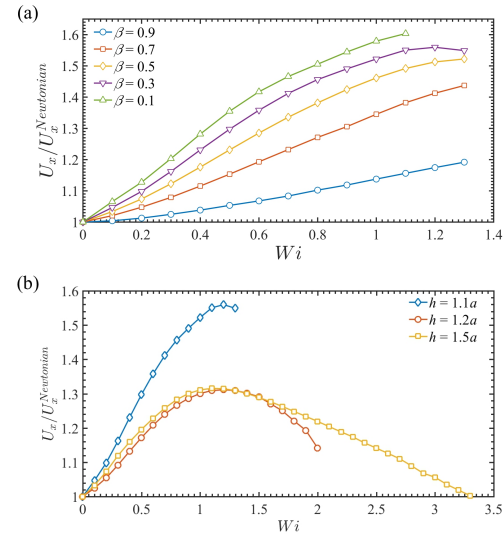 (a)
1.6
1.5
1.4
1.3
1.2
1.1
1
U_x/U_x^{Newtonian}
β = 0.9
β = 0.7
β = 0.5
β = 0.3
β = 0.1
0 0.2 0.4 0.6 0.8 1 1.2 1.4
Wi
(b)
1.6
1.5
1.4
1.3
1.2
1.1
1
U_x/U_x^{Newtonian}
h = 1.1a
h = 1.2a
h = 1.5a
0 0.5 1 1.5 2 2.5 3 3.5
Wi